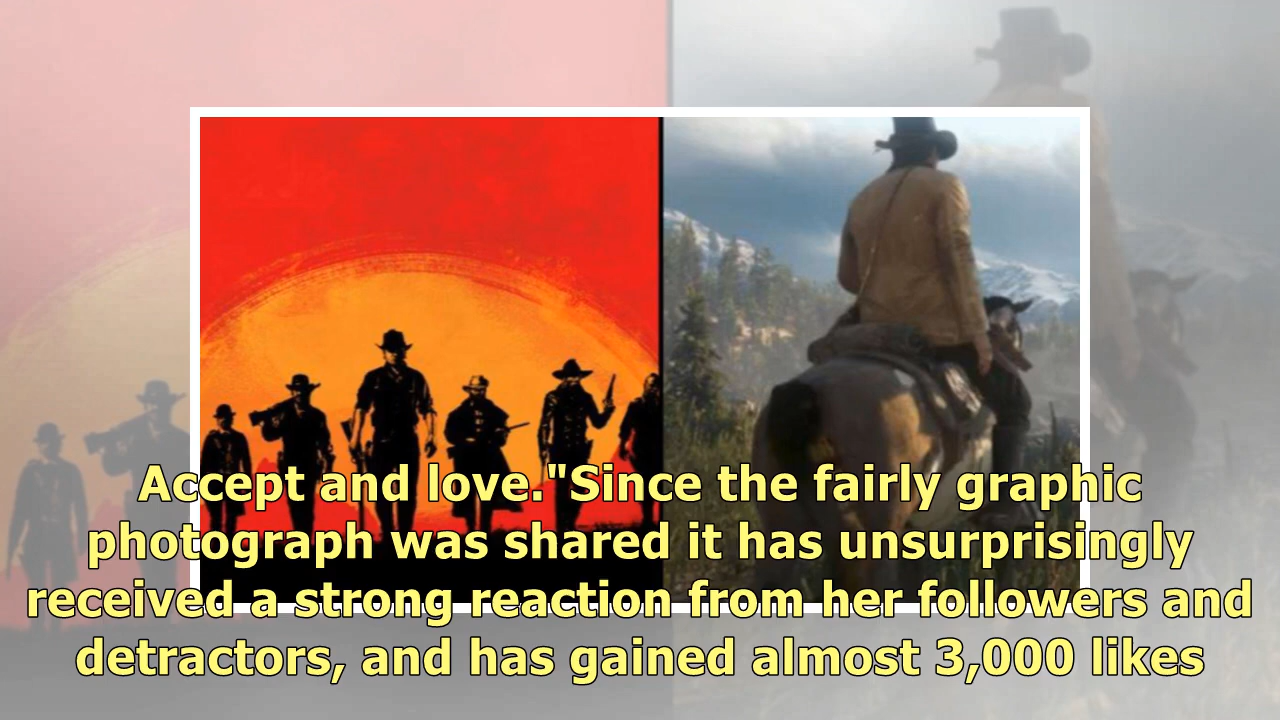 Accept and love."Since the fairly graphic
photograph was shared it has unsurprisingly
received a strong reaction from her followers and
detractors, and has gained almost 3,000 likes